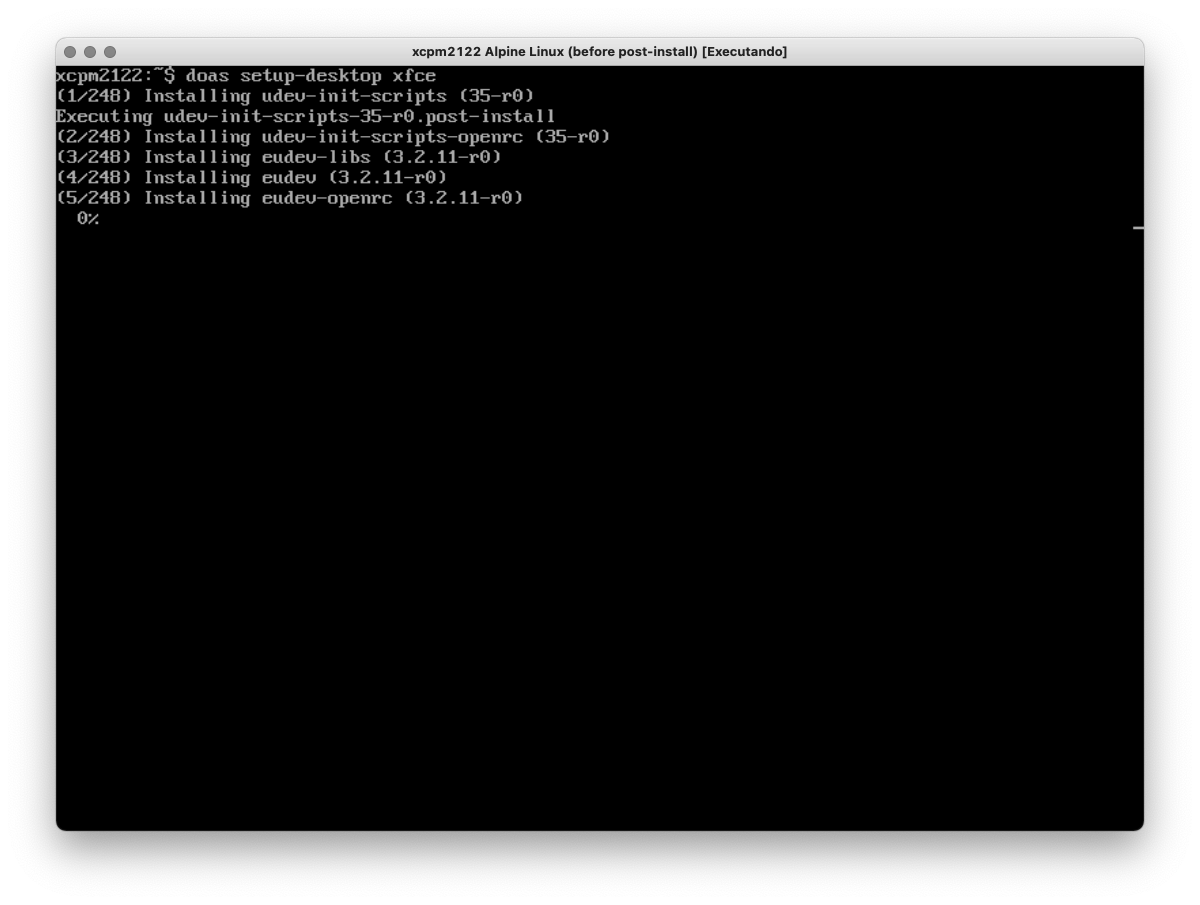 xcpm2122 Alpine Linux (before post-install) [Executando]
xcpm2122:~$ doas setup-desktop xfce
(1/248) Installing udev-init-scripts (35-r0)
Executing udev-init-scripts-35-r0.post-install
(2/248) Installing udev-init-scripts-openrc (35-r0)
(3/248) Installing eudev-libs (3.2.11-r0)
(4/248) Installing eudev (3.2.11-r0)
(5/248) Installing eudev-openrc (3.2.11-r0)
  0%